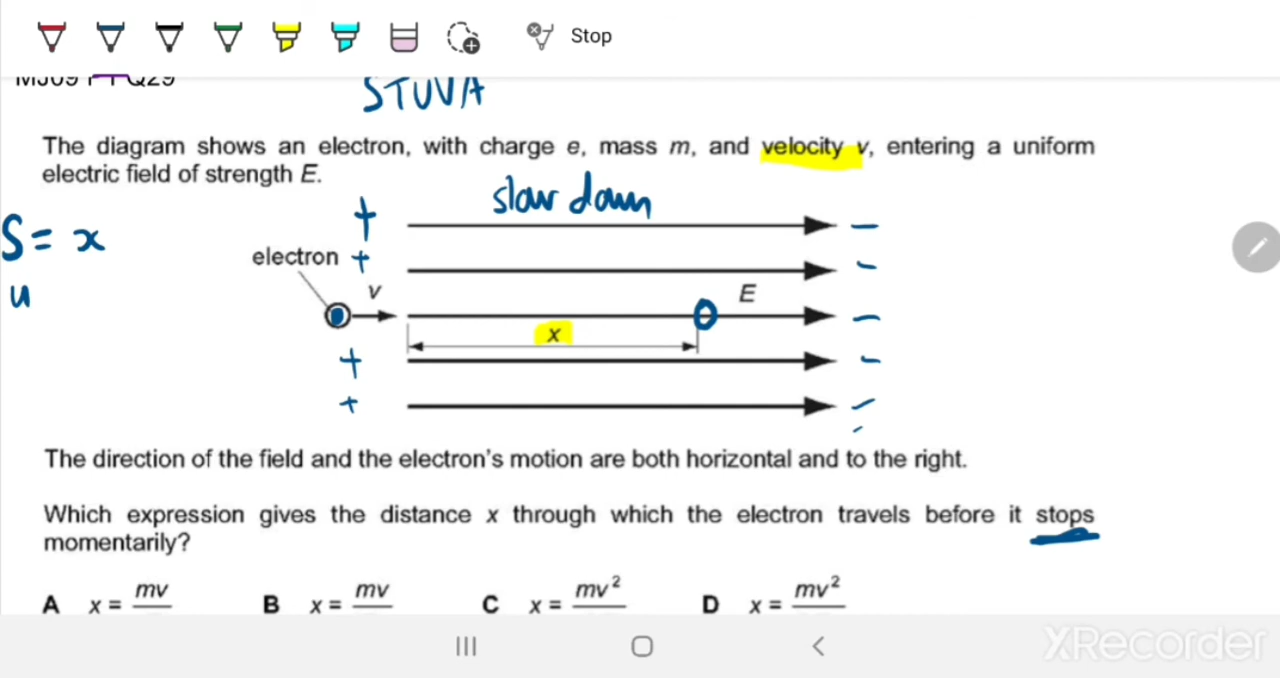 Stop
STUVA
The diagram shows an electron, with charge e, mass m, and velocity v, entering a uniform
electric field of strength E.
slow down
S = x
u
+ −
electron + −
v E −
x
+ −
+ −
The direction of the field and the electron's motion are both horizontal and to the right.
Which expression gives the distance x through which the electron travels before it stops
momentarily?
A x = mv B x = mv C x = mv² D x = mv²
XRecorder